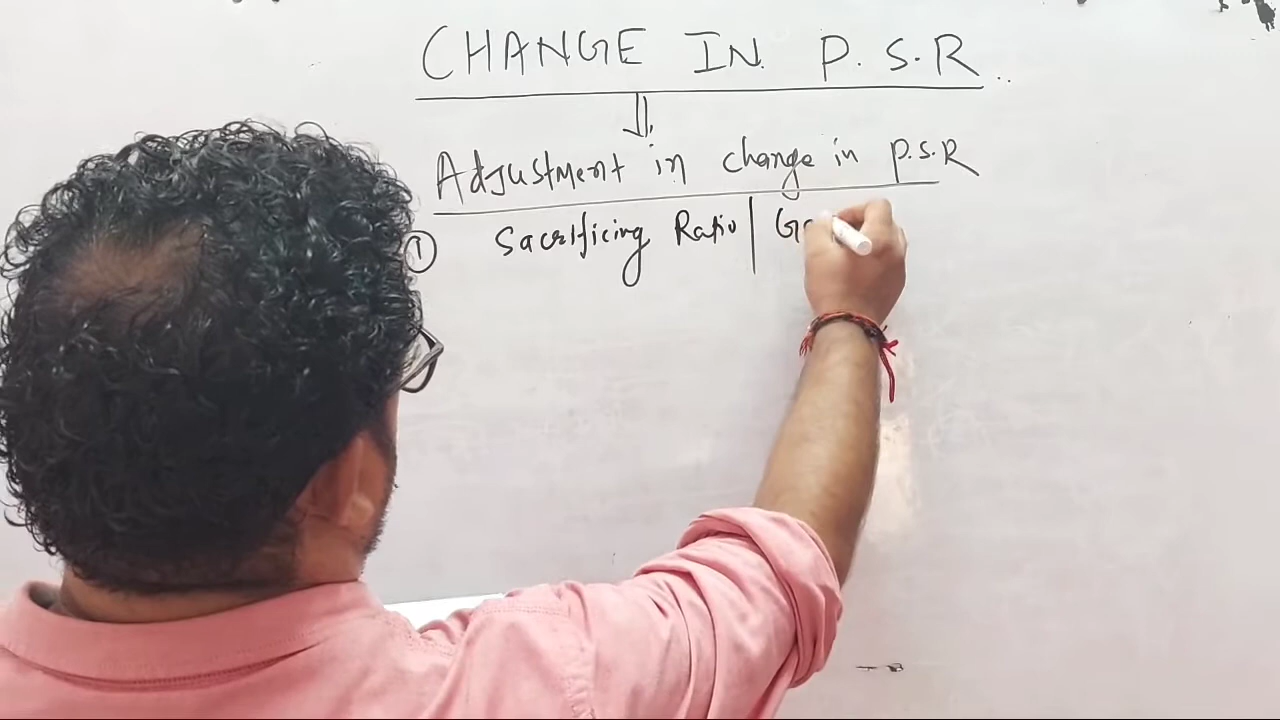 CHANGE IN P.S.R..
Adjustment in change in P.S.R
① Sacrificing Ratio | G